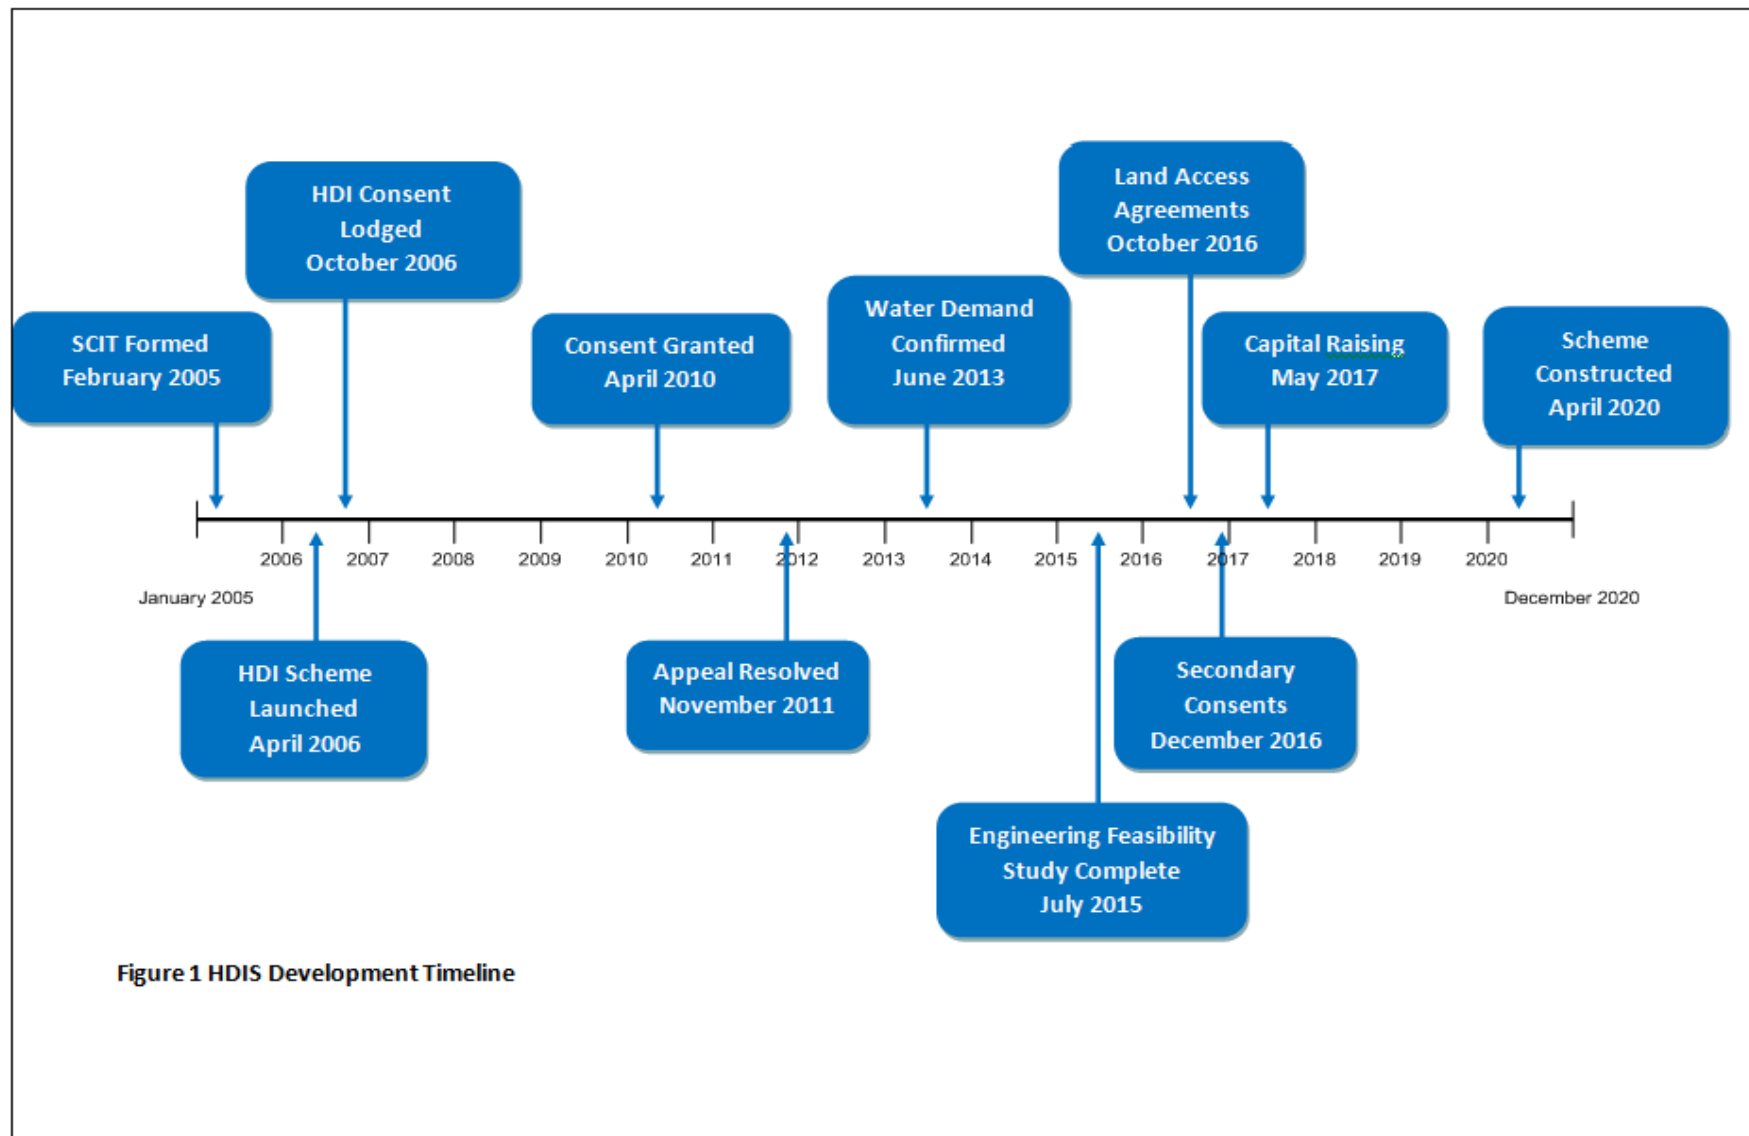 Land Access
Agreements
October 2016
HDI Consent
Lodged
October 2006
Water Demand
Confirmed
June 2013
SCIT Formed
February 2005
Consent Granted
April 2010
Capital Raising
May 2017
Scheme
Constructed
April 2020
2006 2007 2008 2009 2010 2011 2012 2013 2014 2015 2016 2017 2018 2019 2020
January 2005 December 2020
HDI Scheme
Launched
April 2006
Appeal Resolved
November 2011
Secondary
Consents
December 2016
Engineering Feasibility
Study Complete
July 2015
Figure 1 HDIS Development Timeline